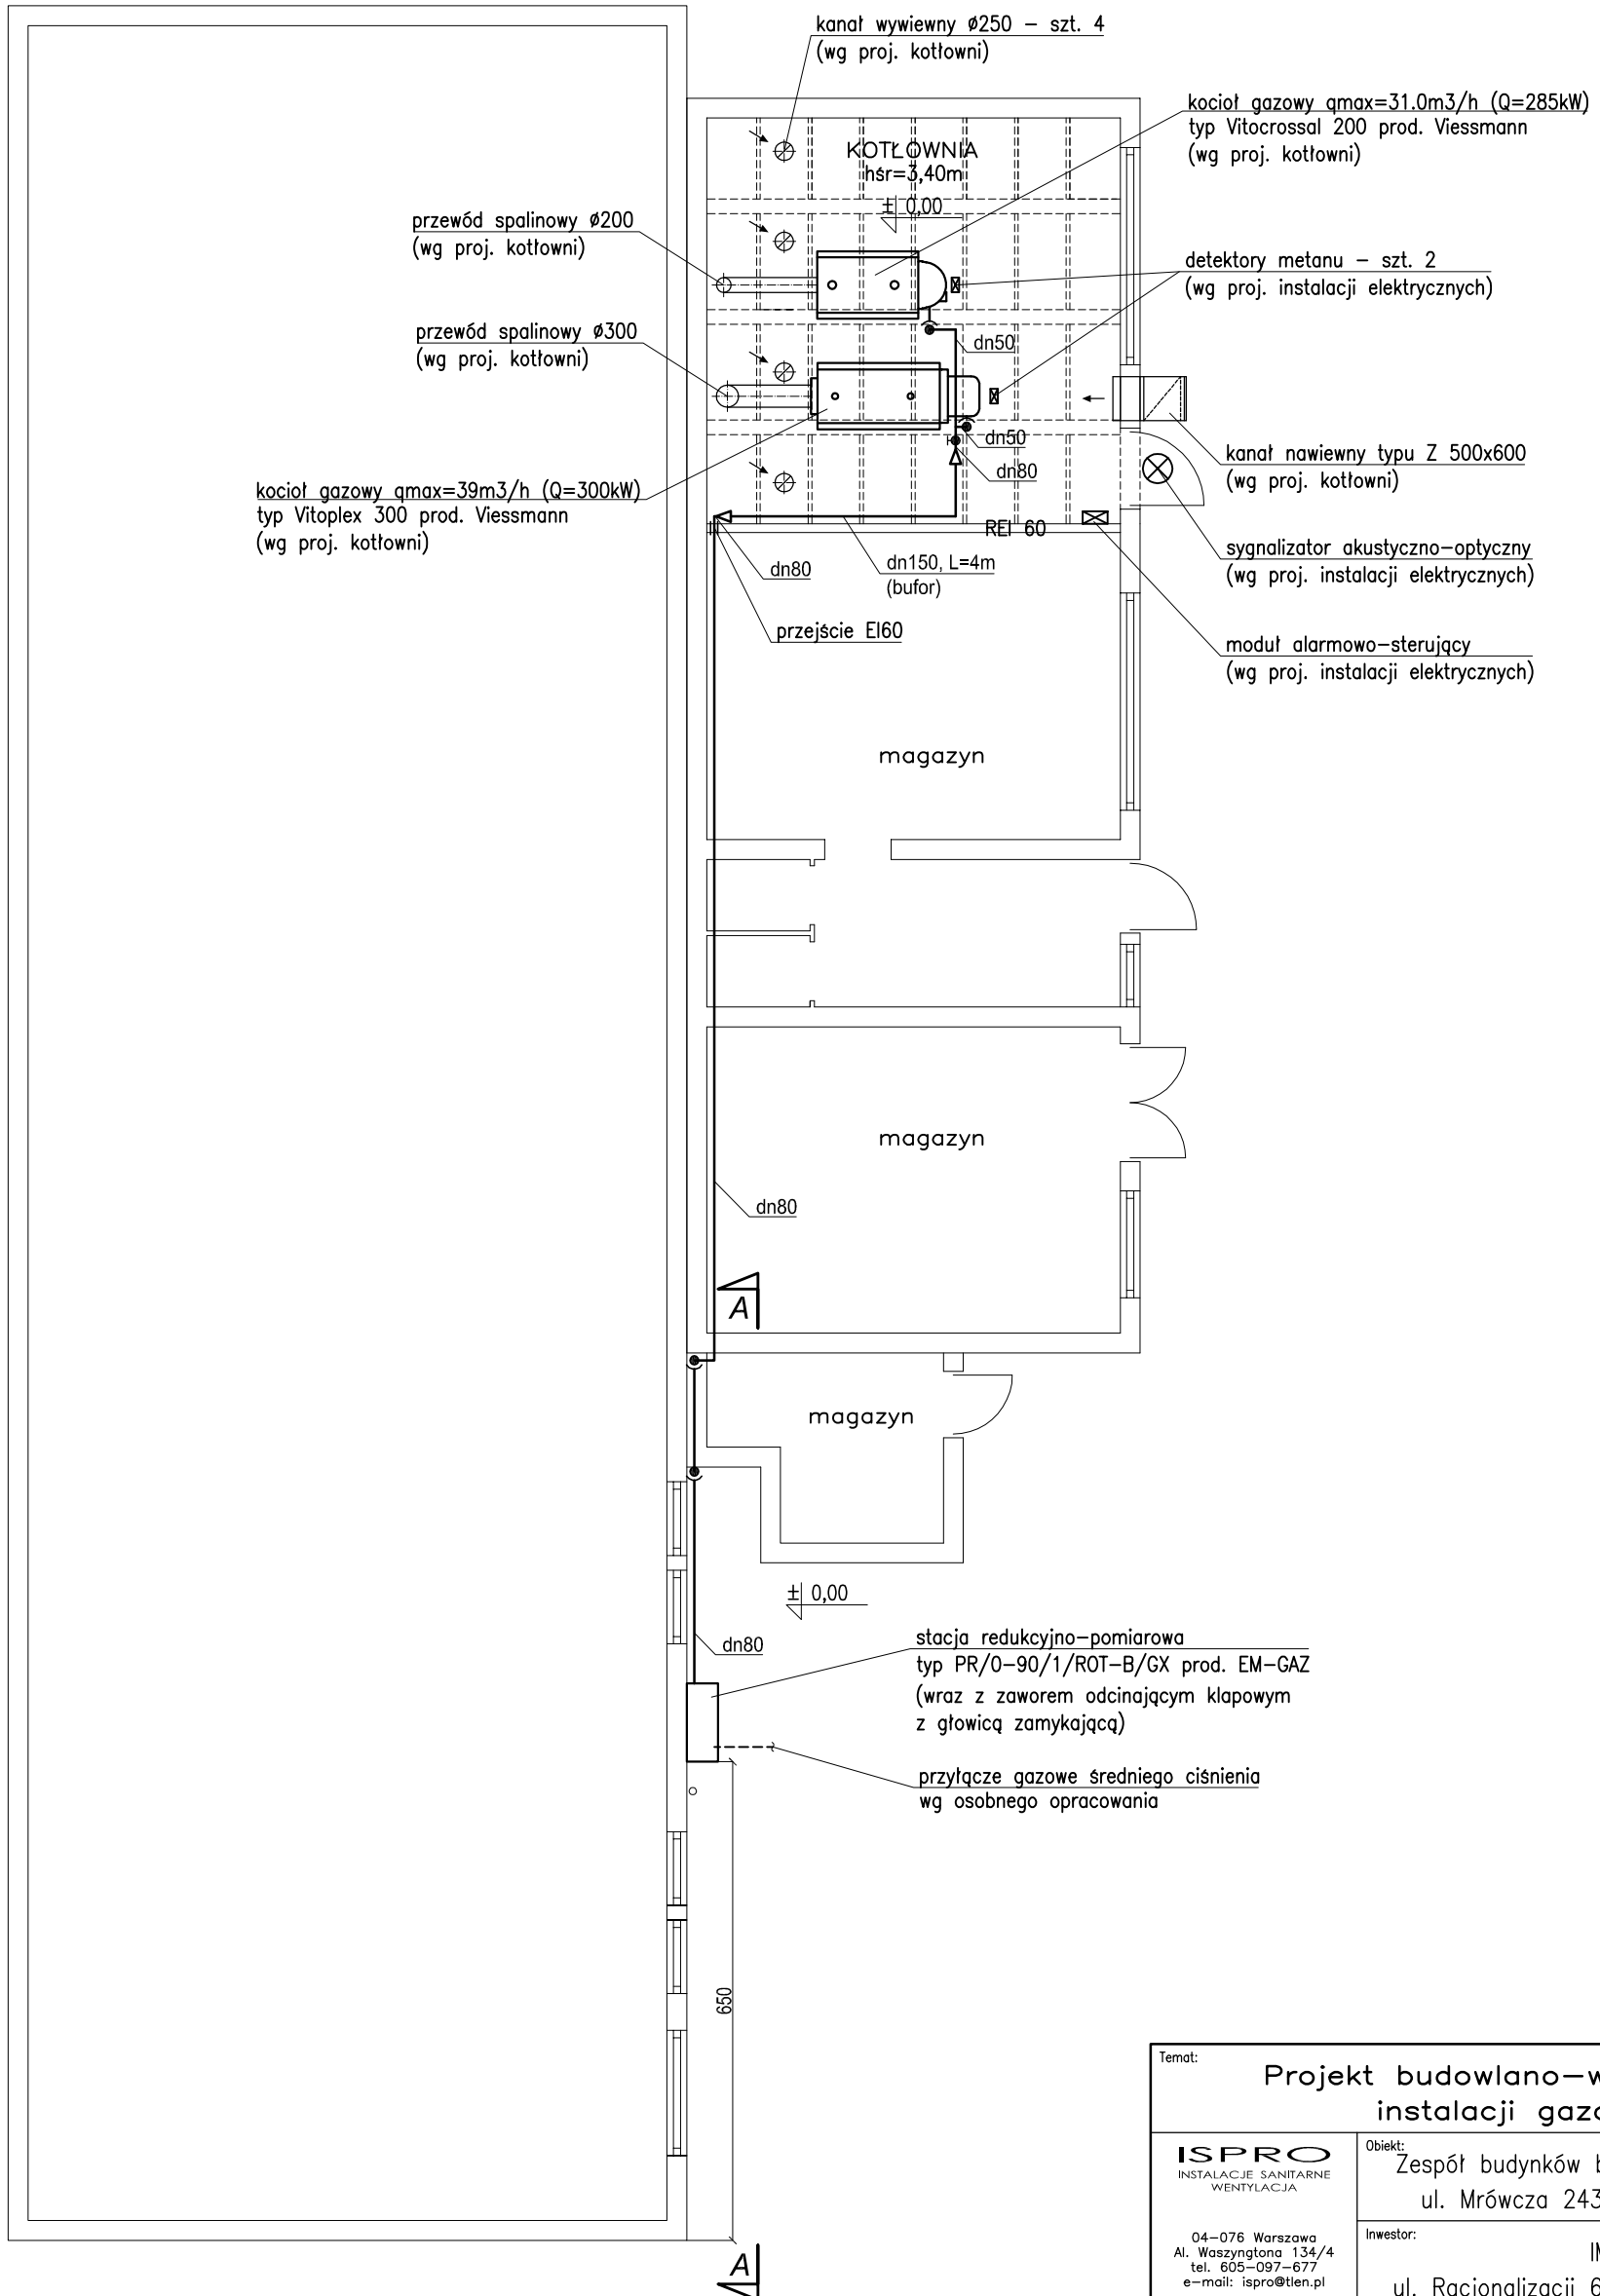 kanał wywiewny ø250 – szt. 4
(wg proj. kotłowni)
kocioł gazowy qmax=31.0m3/h (Q=285kW)
typ Vitocrossal 200 prod. Viessmann
(wg proj. kotłowni)
KOTŁOWNIA
hśr=3,40m
± 0,00
przewód spalinowy ø200
(wg proj. kotłowni)
detektory metanu – szt. 2
(wg proj. instalacji elektrycznych)
przewód spalinowy ø300
(wg proj. kotłowni)
dn50
dn50
dn80
kanał nawiewny typu Z 500x600
(wg proj. kotłowni)
kocioł gazowy qmax=39m3/h (Q=300kW)
typ Vitoplex 300 prod. Viessmann
(wg proj. kotłowni)
REI 60
sygnalizator akustyczno-optyczny
(wg proj. instalacji elektrycznych)
dn80
dn150, L=4m
(bufor)
przejście EI60
moduł alarmowo-sterujący
(wg proj. instalacji elektrycznych)
magazyn
magazyn
dn80
A
magazyn
± 0,00
dn80
stacja redukcyjno-pomiarowa
typ PR/0-90/1/ROT-B/GX prod. EM-GAZ
(wraz z zaworem odcinającym klapowym
z głowicą zamykającą)
przyłącze gazowe średniego ciśnienia
wg osobnego opracowania
650
A
Temat:
Projekt budowlano-w
instalacji gazo
ISPRO
INSTALACJE SANITARNE
WENTYLACJA
04-076 Warszawa
Al. Waszyngtona 134/4
tel. 605-097-677
e-mail: ispro@tlen.pl
Obiekt:
Zespół budynków b
ul. Mrówcza 243
Inwestor:
IM
ul. Racjonalizacji 6